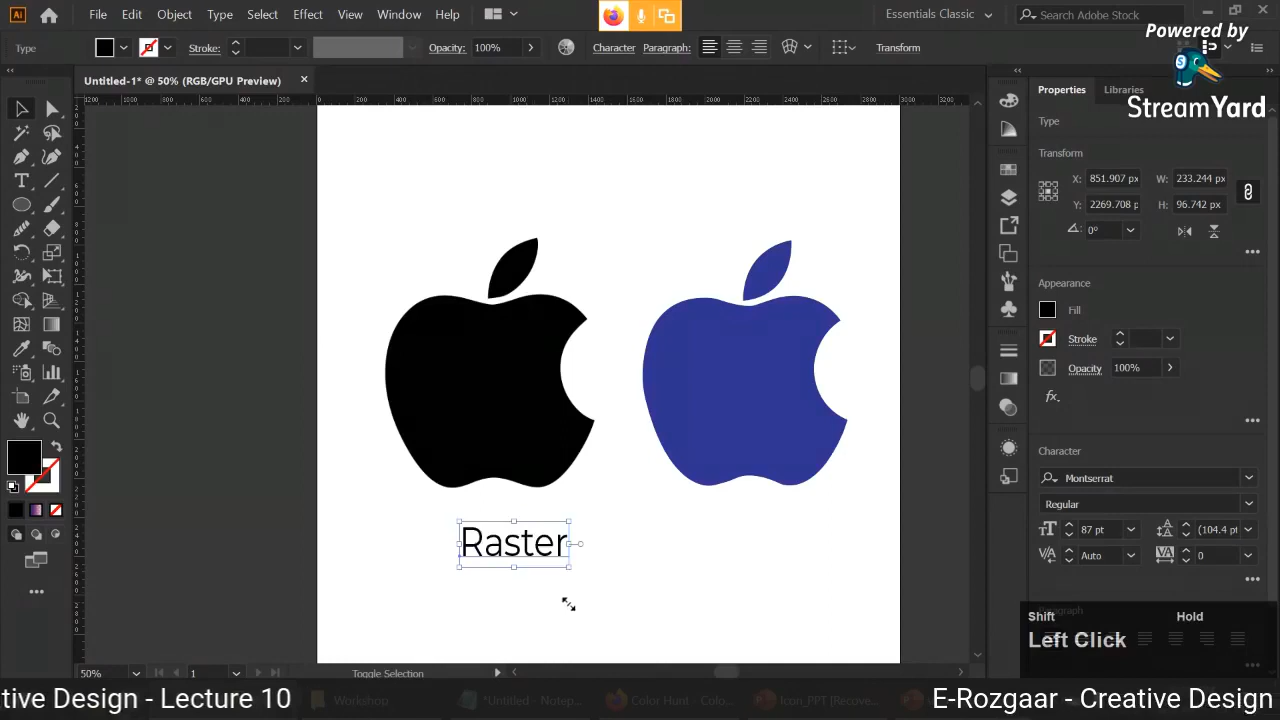 Ai
File Edit Object Type Select Effect View Window Help
Essentials Classic
Search Adobe Stock
Powered by
StreamYard
Type
Stroke:
Opacity: 100%
Character
Paragraph:
Transform
Untitled-1* @ 50% (RGB/GPU Preview)
Properties Libraries
Type
Transform
X: 851.907 px W: 233.244 px
Y: 2269.708 p H: 96.742 px
0°
Appearance
Fill
Stroke
Opacity 100%
fx
Character
Montserrat
Regular
87 pt (104.4 pt
Auto 0
Raster
Shift Hold
Left Click
50% 1 Toggle Selection
tive Design - Lecture 10
Workshop
*Untitled - Notep...
Color Hunt - Colo...
Icon_PPT [Recove...
E-Rozgaar - Creative Design